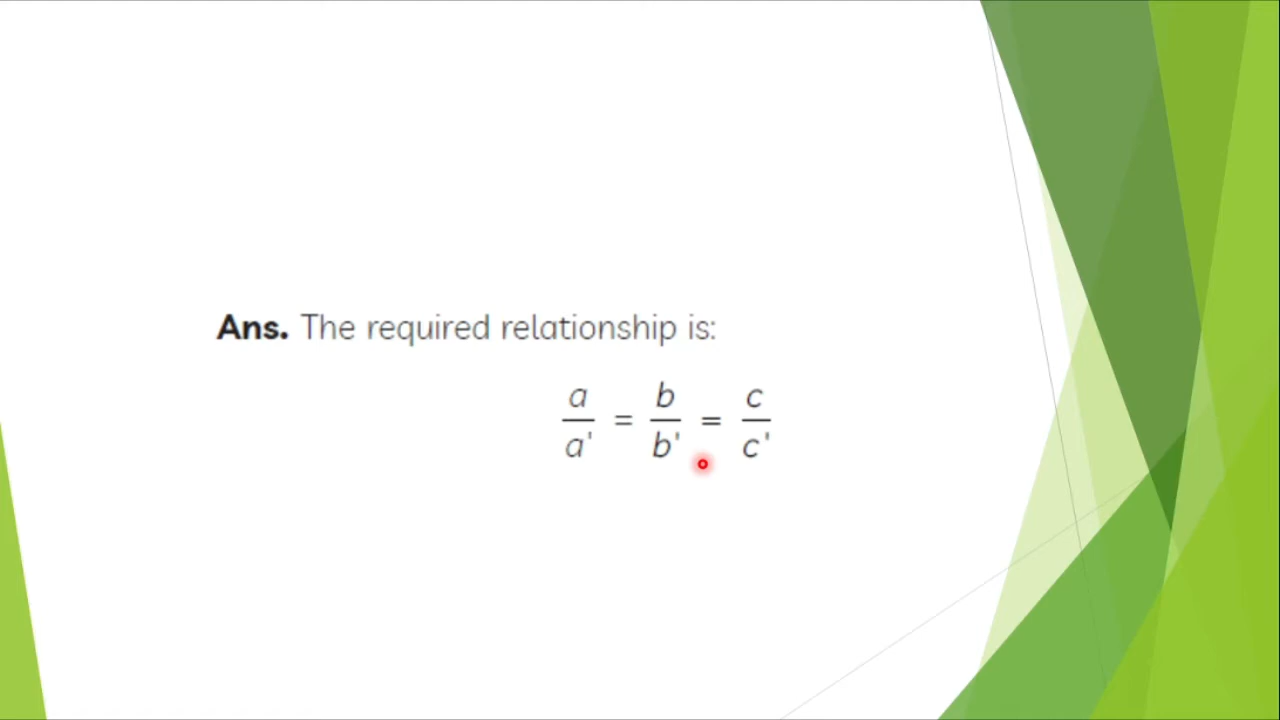 Ans. The required relationship is:
a/a' = b/b' = c/c'